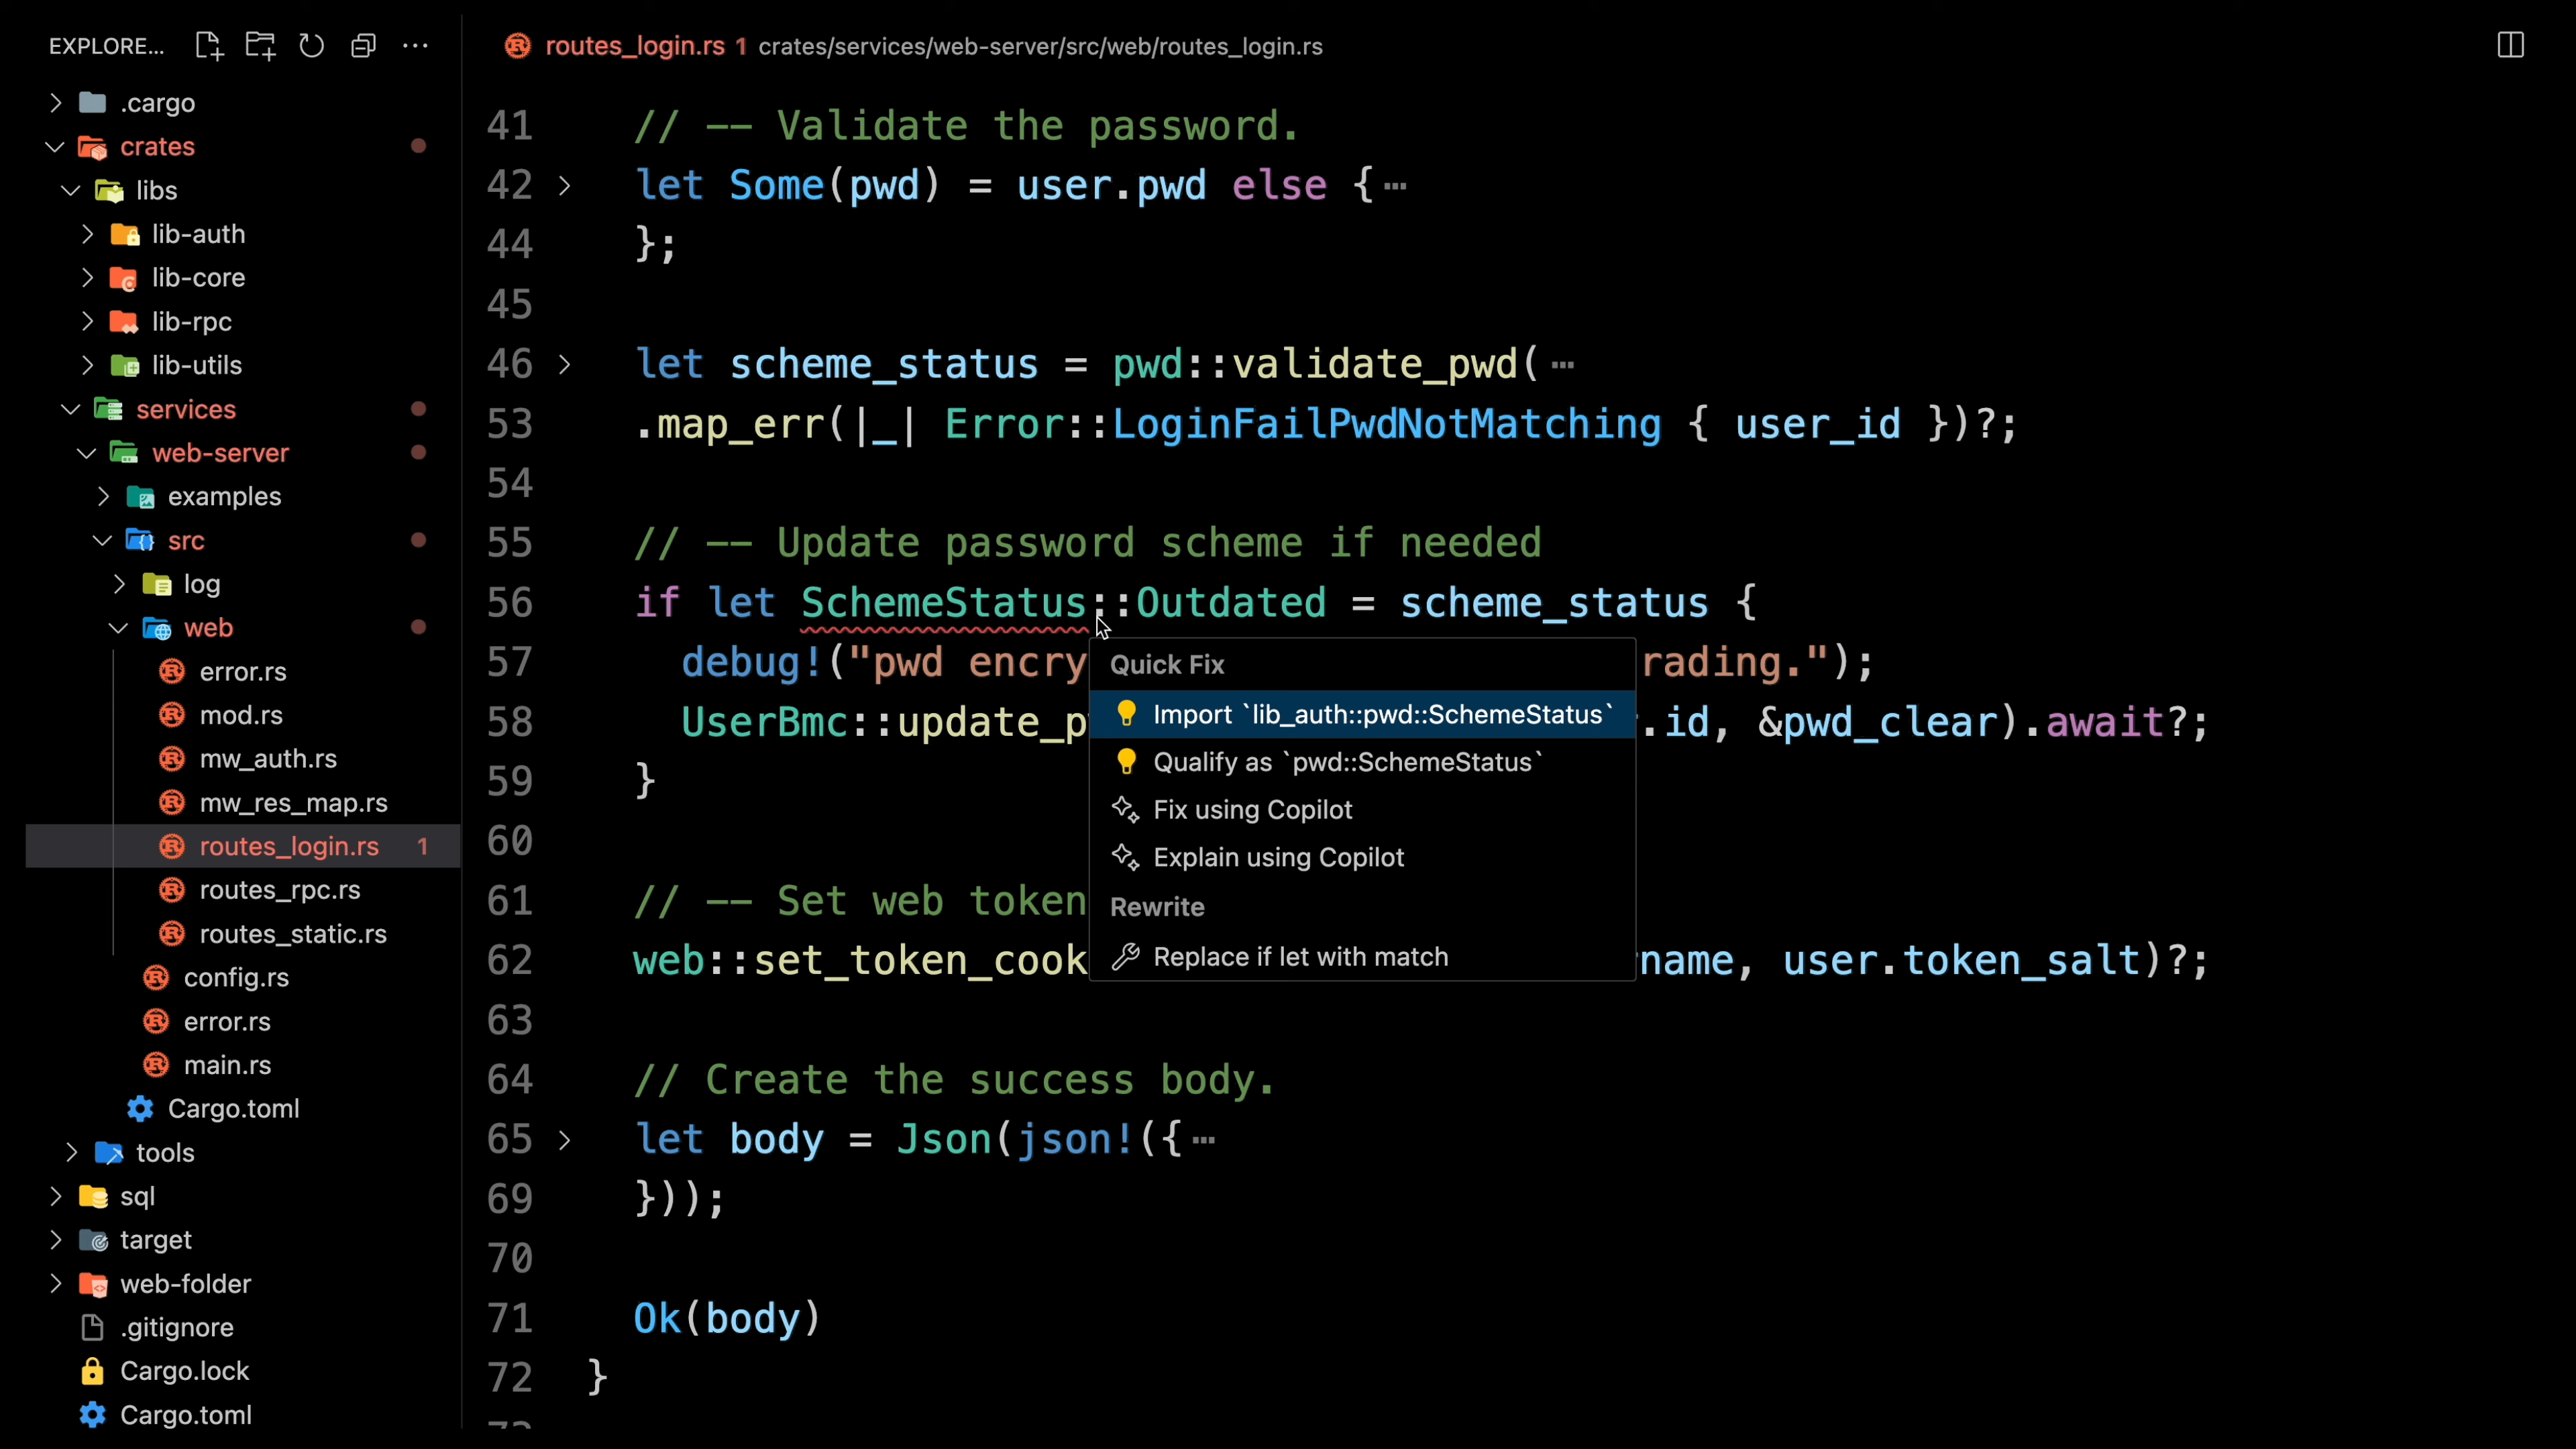 EXPLORE...
.cargo
crates
libs
lib-auth
lib-core
lib-rpc
lib-utils
services
web-server
examples
src
log
web
error.rs
mod.rs
mw_auth.rs
mw_res_map.rs
routes_login.rs 1
routes_rpc.rs
routes_static.rs
config.rs
error.rs
main.rs
Cargo.toml
tools
sql
target
web-folder
.gitignore
Cargo.lock
Cargo.toml
routes_login.rs 1 crates/services/web-server/src/web/routes_login.rs
41 // -- Validate the password.
42 let Some(pwd) = user.pwd else {⋯
44 };
45
46 let scheme_status = pwd::validate_pwd(⋯
53 .map_err(|_| Error::LoginFailPwdNotMatching { user_id })?;
54
55 // -- Update password scheme if needed
56 if let SchemeStatus::Outdated = scheme_status {
57 debug!("pwd encry rading.");
58 UserBmc::update_p .id, &pwd_clear).await?;
59 }
60
61 // -- Set web token
62 web::set_token_cook name, user.token_salt)?;
63
64 // Create the success body.
65 let body = Json(json!({⋯
69 }));
70
71 Ok(body)
72 }
Quick Fix
Import `lib_auth::pwd::SchemeStatus`
Qualify as `pwd::SchemeStatus`
Fix using Copilot
Explain using Copilot
Rewrite
Replace if let with match